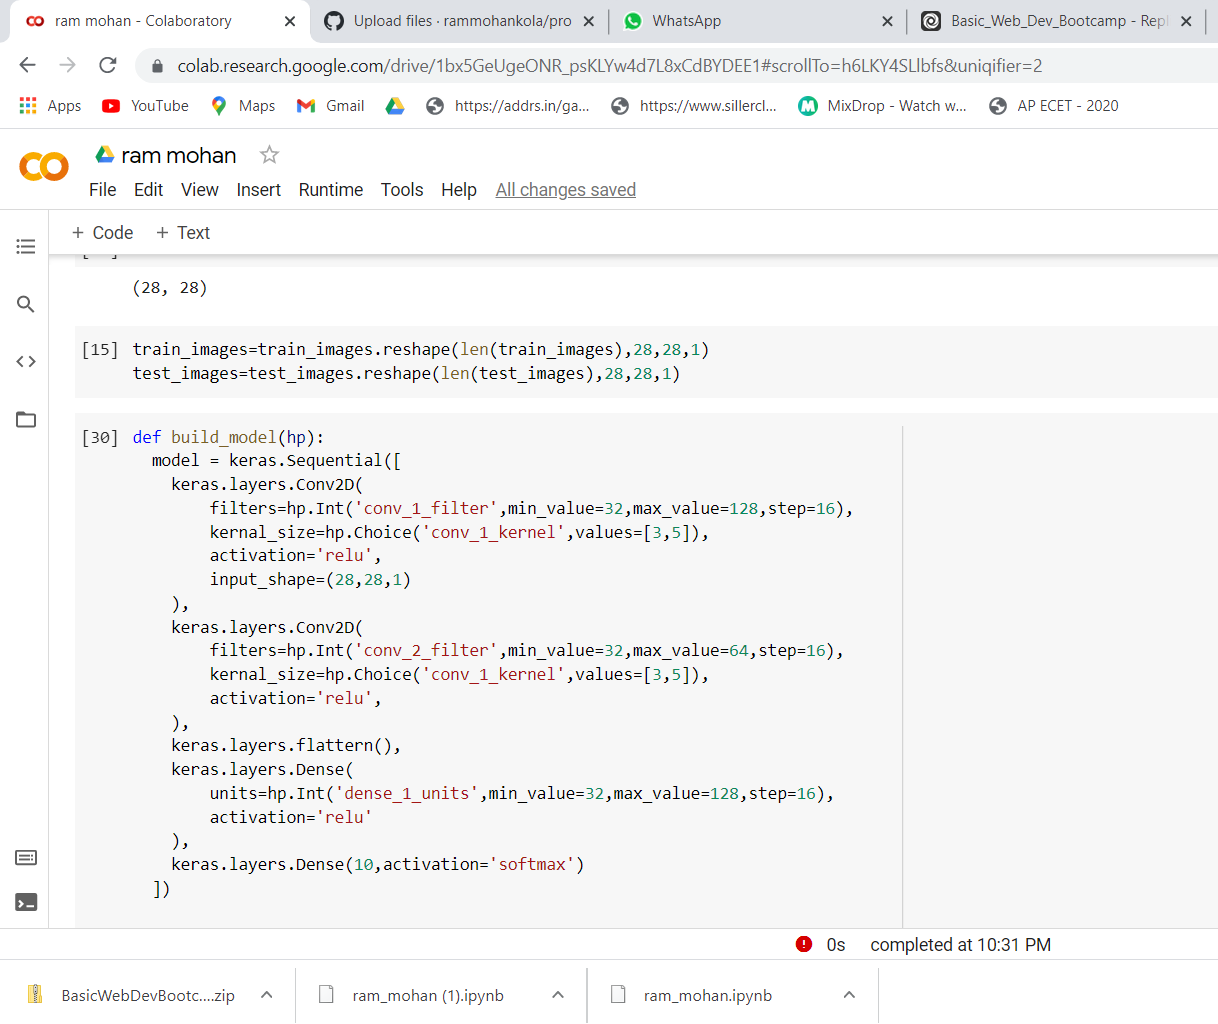 ram mohan - Colaboratory
Upload files · rammohankola/pro
WhatsApp
Basic_Web_Dev_Bootcamp - Repl
colab.research.google.com/drive/1bx5GeUgeONR_psKLYw4d7L8xCdBYDEE1#scrollTo=h6LKY4SLlbfs&uniqifier=2
Apps
YouTube
Maps
Gmail
https://addrs.in/ga...
https://www.sillercl...
MixDrop - Watch w...
AP ECET - 2020
ram mohan
File Edit View Insert Runtime Tools Help All changes saved
+ Code + Text
(28, 28)
[15] train_images=train_images.reshape(len(train_images),28,28,1)
test_images=test_images.reshape(len(test_images),28,28,1)
[30] def build_model(hp):
model = keras.Sequential([
keras.layers.Conv2D(
filters=hp.Int('conv_1_filter',min_value=32,max_value=128,step=16),
kernal_size=hp.Choice('conv_1_kernel',values=[3,5]),
activation='relu',
input_shape=(28,28,1)
),
keras.layers.Conv2D(
filters=hp.Int('conv_2_filter',min_value=32,max_value=64,step=16),
kernal_size=hp.Choice('conv_1_kernel',values=[3,5]),
activation='relu',
),
keras.layers.flattern(),
keras.layers.Dense(
units=hp.Int('dense_1_units',min_value=32,max_value=128,step=16),
activation='relu'
),
keras.layers.Dense(10,activation='softmax')
])
0s completed at 10:31 PM
BasicWebDevBootc....zip
ram_mohan (1).ipynb
ram_mohan.ipynb